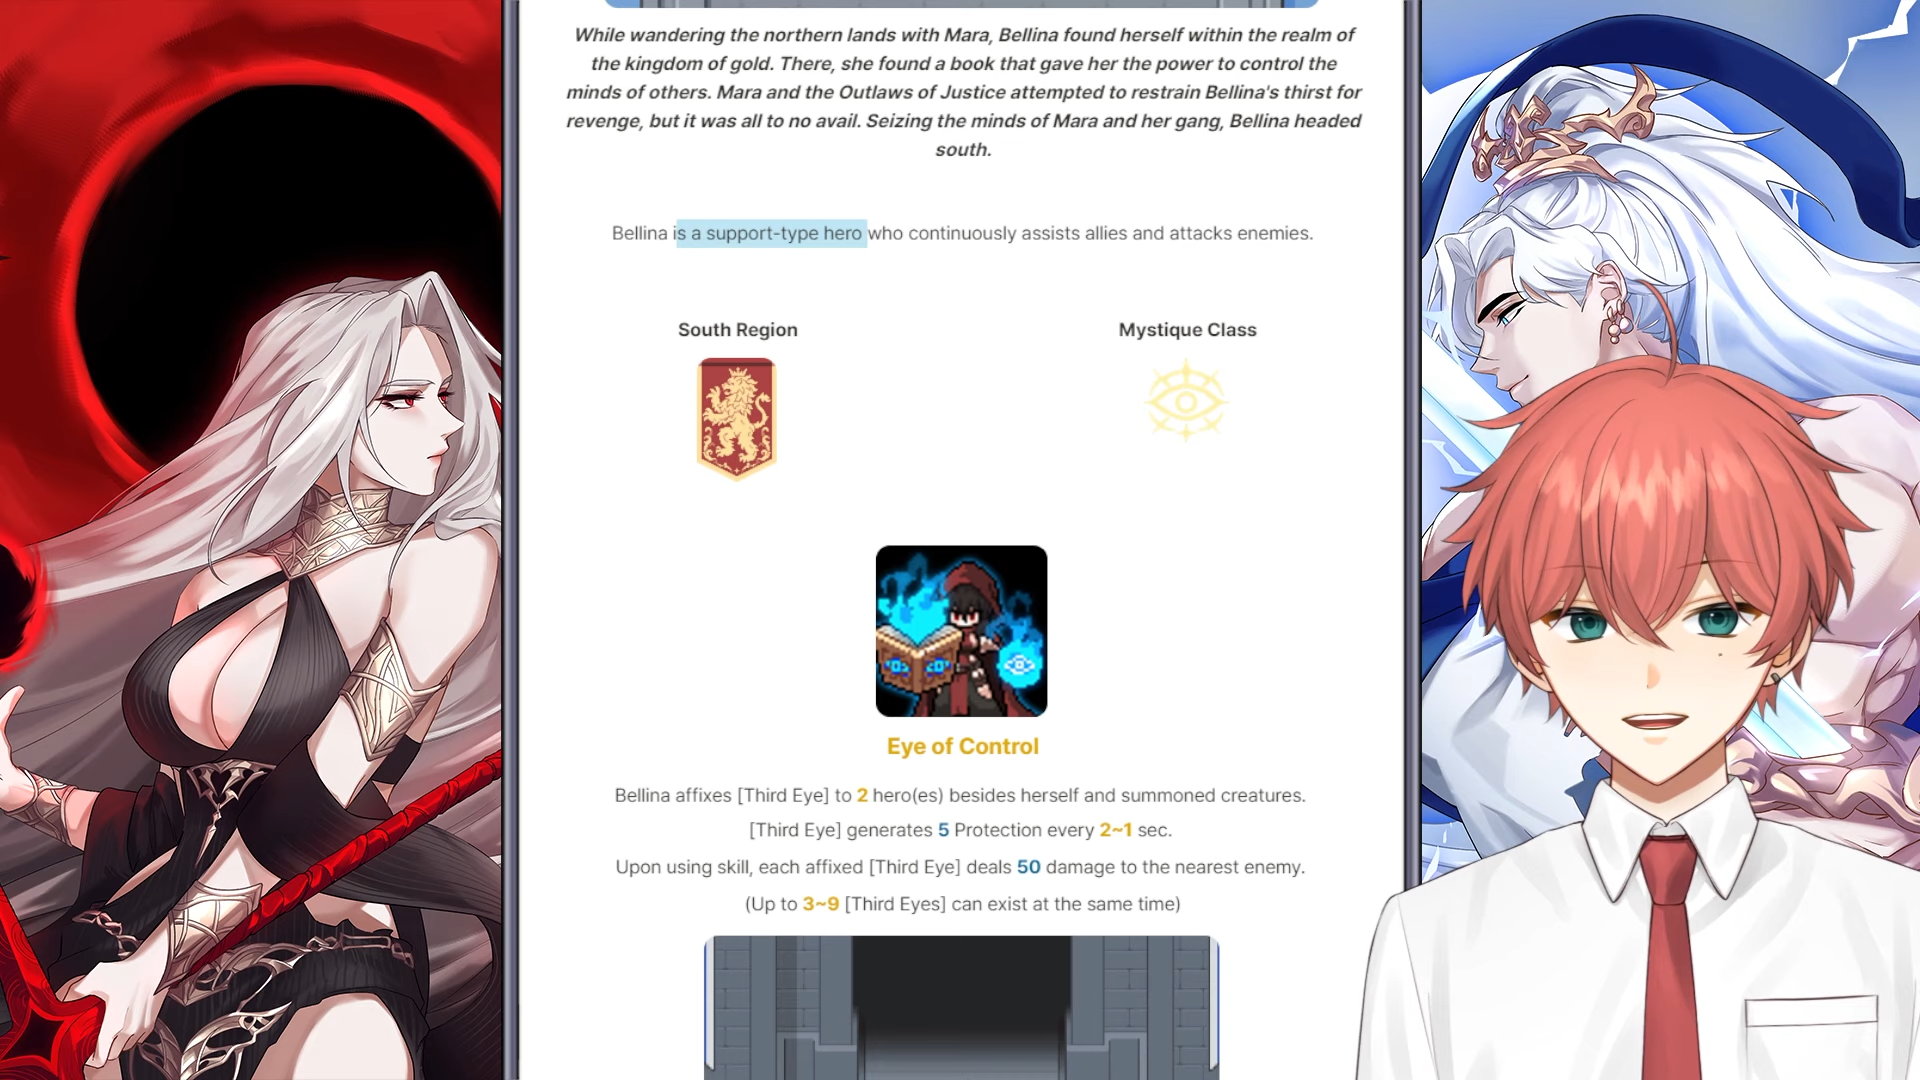 While wandering the northern lands with Mara, Bellina found herself within the realm of
the kingdom of gold. There, she found a book that gave her the power to control the
minds of others. Mara and the Outlaws of Justice attempted to restrain Bellina's thirst for
revenge, but it was all to no avail. Seizing the minds of Mara and her gang, Bellina headed
south.
Bellina is a support-type hero who continuously assists allies and attacks enemies.
South Region
Mystique Class
Eye of Control
Bellina affixes [Third Eye] to 2 hero(es) besides herself and summoned creatures.
[Third Eye] generates 5 Protection every 2~1 sec.
Upon using skill, each affixed [Third Eye] deals 50 damage to the nearest enemy.
(Up to 3~9 [Third Eyes] can exist at the same time)